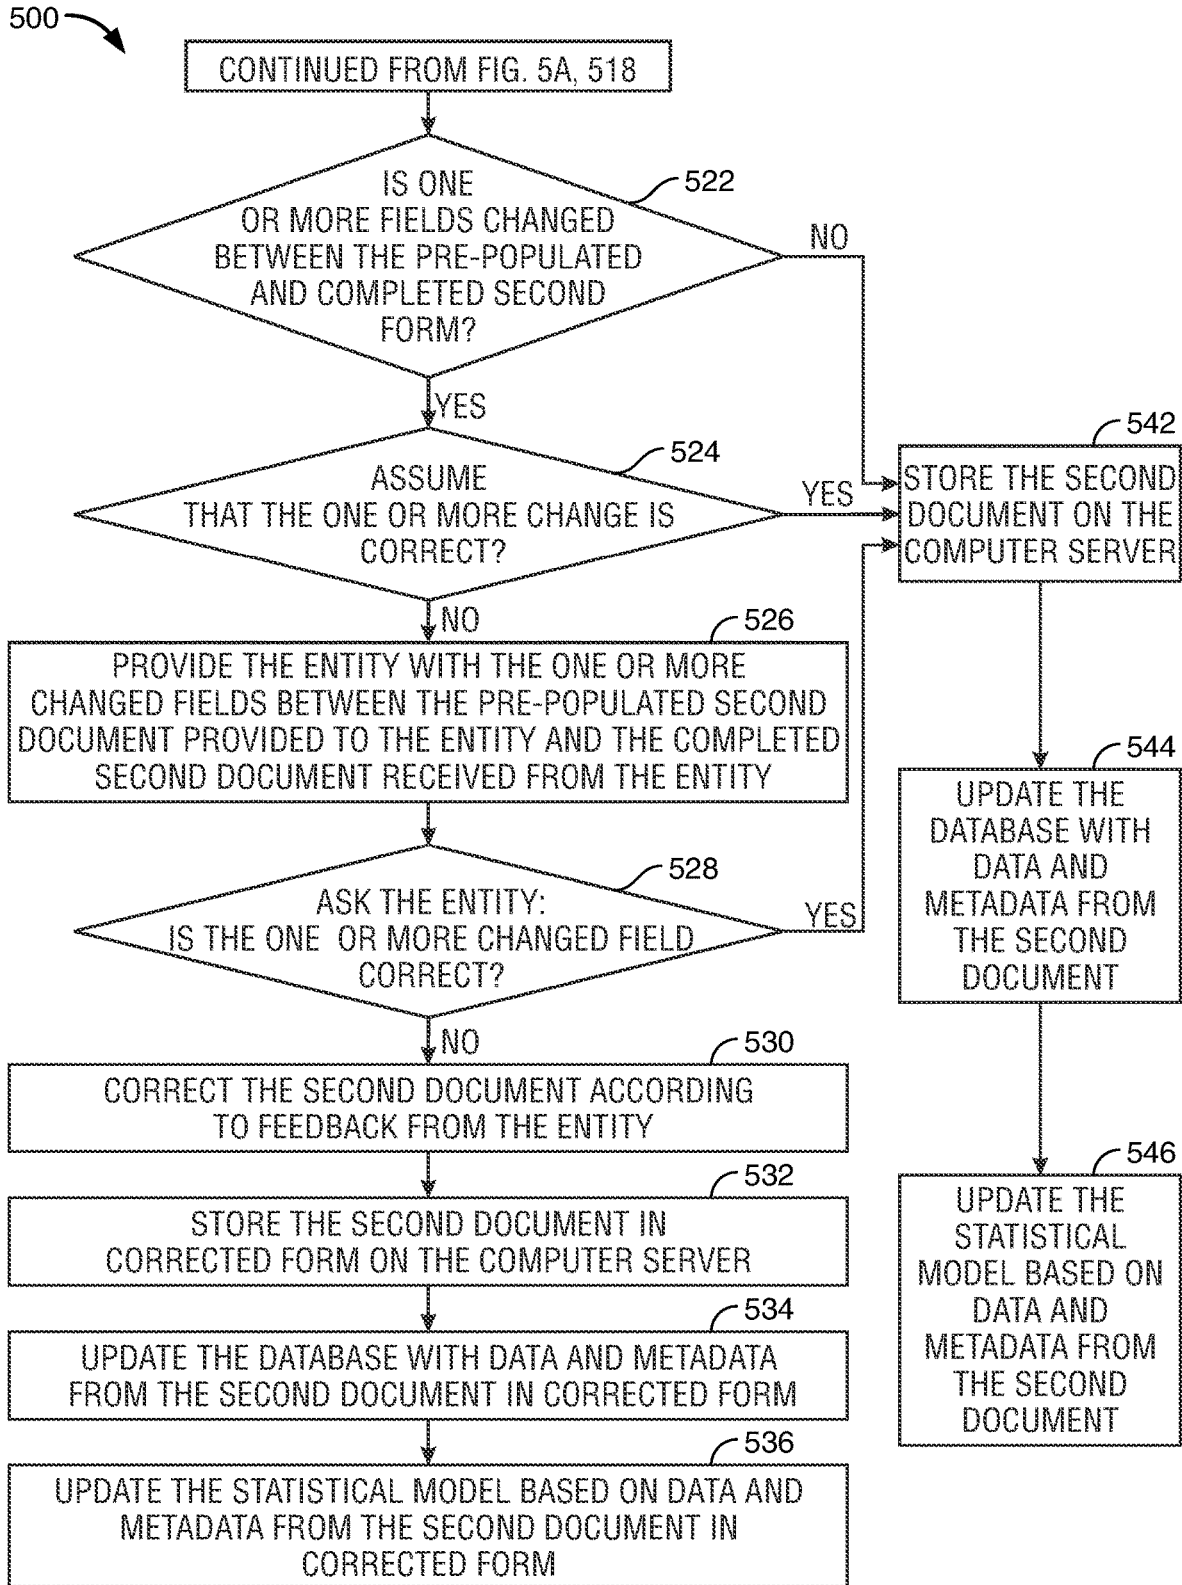 500
CONTINUED FROM FIG. 5A, 518
522
IS ONE
OR MORE FIELDS CHANGED
BETWEEN THE PRE-POPULATED
AND COMPLETED SECOND
FORM?
NO
YES
524
ASSUME
THAT THE ONE OR MORE CHANGE IS
CORRECT?
YES
NO
526
PROVIDE THE ENTITY WITH THE ONE OR MORE
CHANGED FIELDS BETWEEN THE PRE-POPULATED SECOND
DOCUMENT PROVIDED TO THE ENTITY AND THE COMPLETED
SECOND DOCUMENT RECEIVED FROM THE ENTITY
528
ASK THE ENTITY:
IS THE ONE OR MORE CHANGED FIELD
CORRECT?
YES
NO
530
CORRECT THE SECOND DOCUMENT ACCORDING
TO FEEDBACK FROM THE ENTITY
532
STORE THE SECOND DOCUMENT IN
CORRECTED FORM ON THE COMPUTER SERVER
534
UPDATE THE DATABASE WITH DATA AND METADATA
FROM THE SECOND DOCUMENT IN CORRECTED FORM
536
UPDATE THE STATISTICAL MODEL BASED ON DATA AND
METADATA FROM THE SECOND DOCUMENT IN
CORRECTED FORM
542
STORE THE SECOND
DOCUMENT ON THE
COMPUTER SERVER
544
UPDATE THE
DATABASE WITH
DATA AND
METADATA FROM
THE SECOND
DOCUMENT
546
UPDATE THE
STATISTICAL
MODEL BASED ON
DATA AND
METADATA FROM
THE SECOND
DOCUMENT